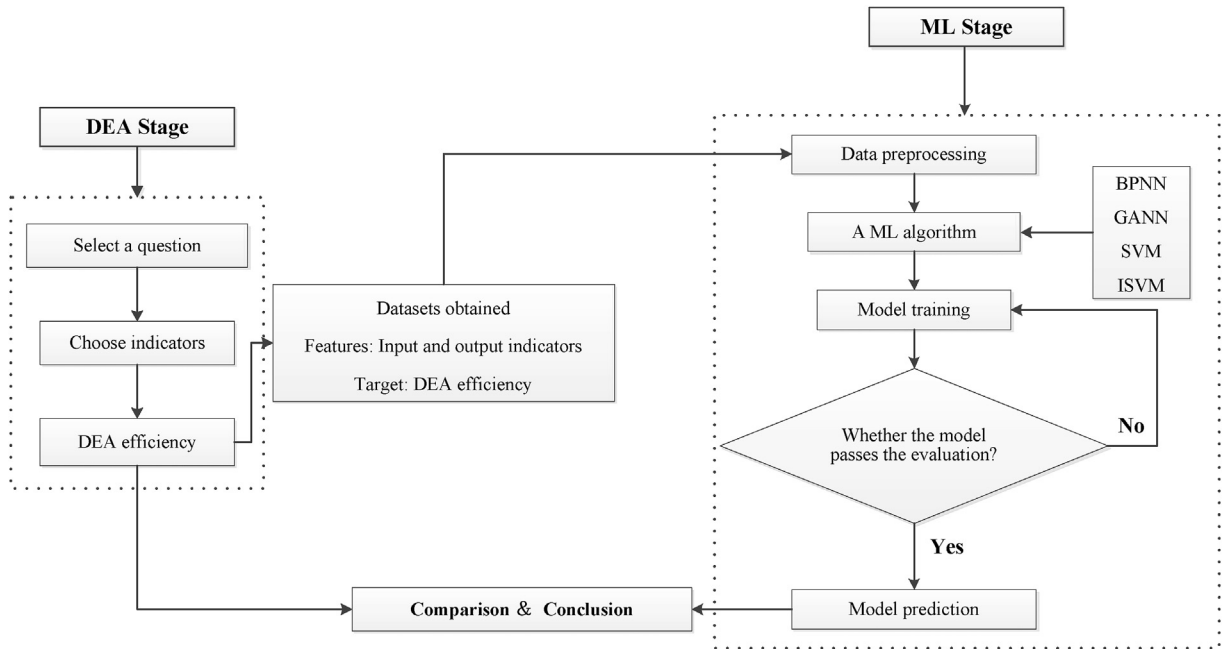 ML Stage
DEA Stage
Select a question
Choose indicators
DEA efficiency
Datasets obtained
Features: Input and output indicators
Target: DEA efficiency
Data preprocessing
A ML algorithm
BPNN
GANN
SVM
ISVM
Model training
Whether the model
passes the evaluation?
No
Yes
Model prediction
Comparison & Conclusion